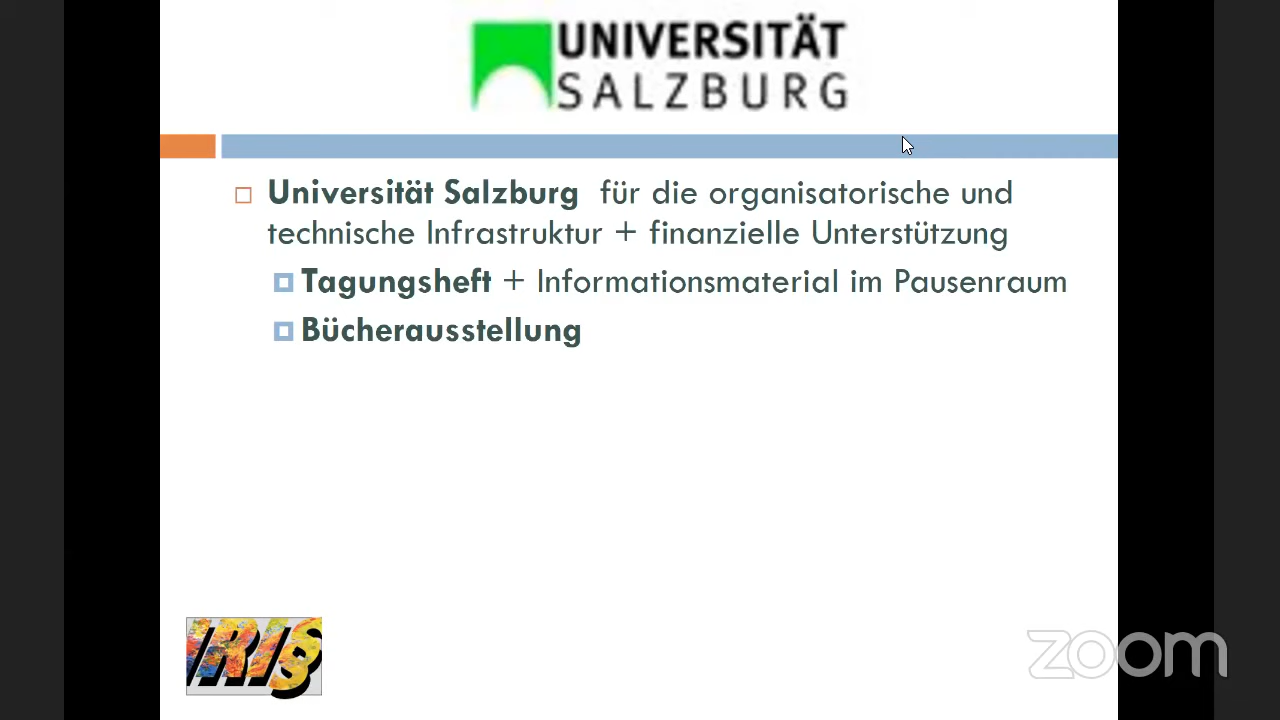 UNIVERSITÄT
SALZBURG
Universität Salzburg für die organisatorische und
technische Infrastruktur + finanzielle Unterstützung
Tagungsheft + Informationsmaterial im Pausenraum
Bücherausstellung
IRIS
zoom